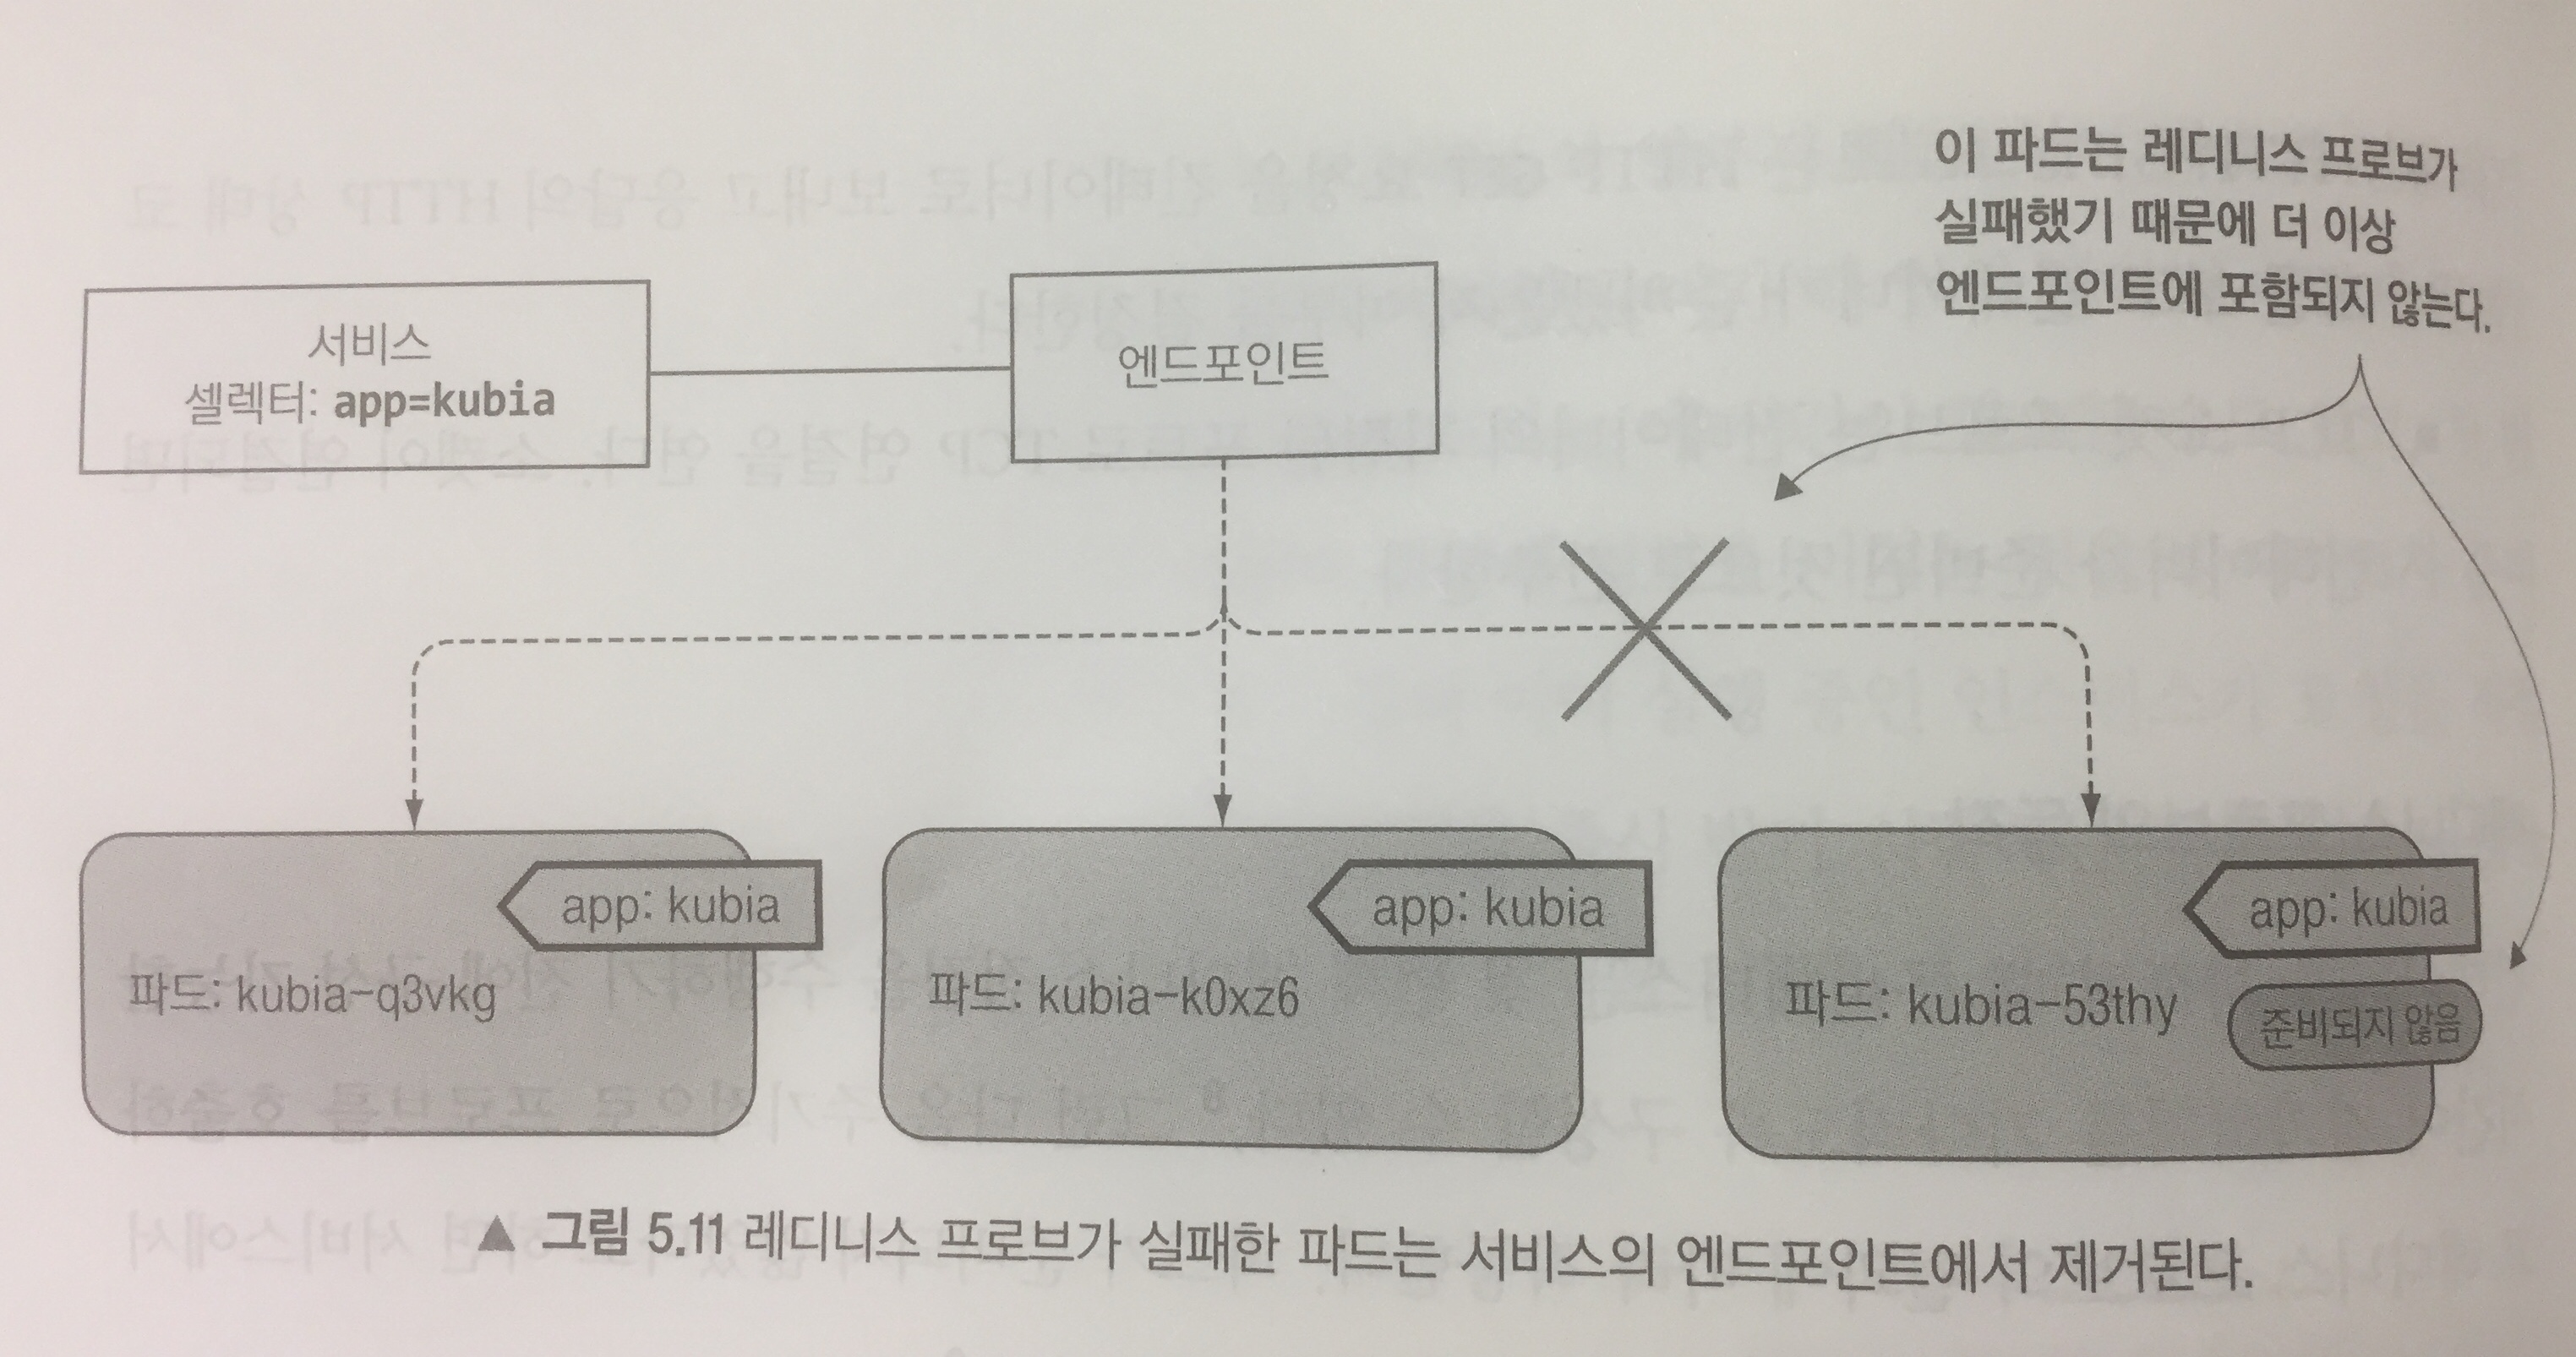 이 파드는 레디니스 프로브가
실패했기 때문에 더 이상
엔드포인트에 포함되지 않는다.
서비스
셀렉터: app=kubia
엔드포인트
app: kubia
파드: kubia-q3vkg
app: kubia
파드: kubia-k0xz6
app: kubia
파드: kubia-53thy
준비되지 않음
▲ 그림 5.11 레디니스 프로브가 실패한 파드는 서비스의 엔드포인트에서 제거된다.